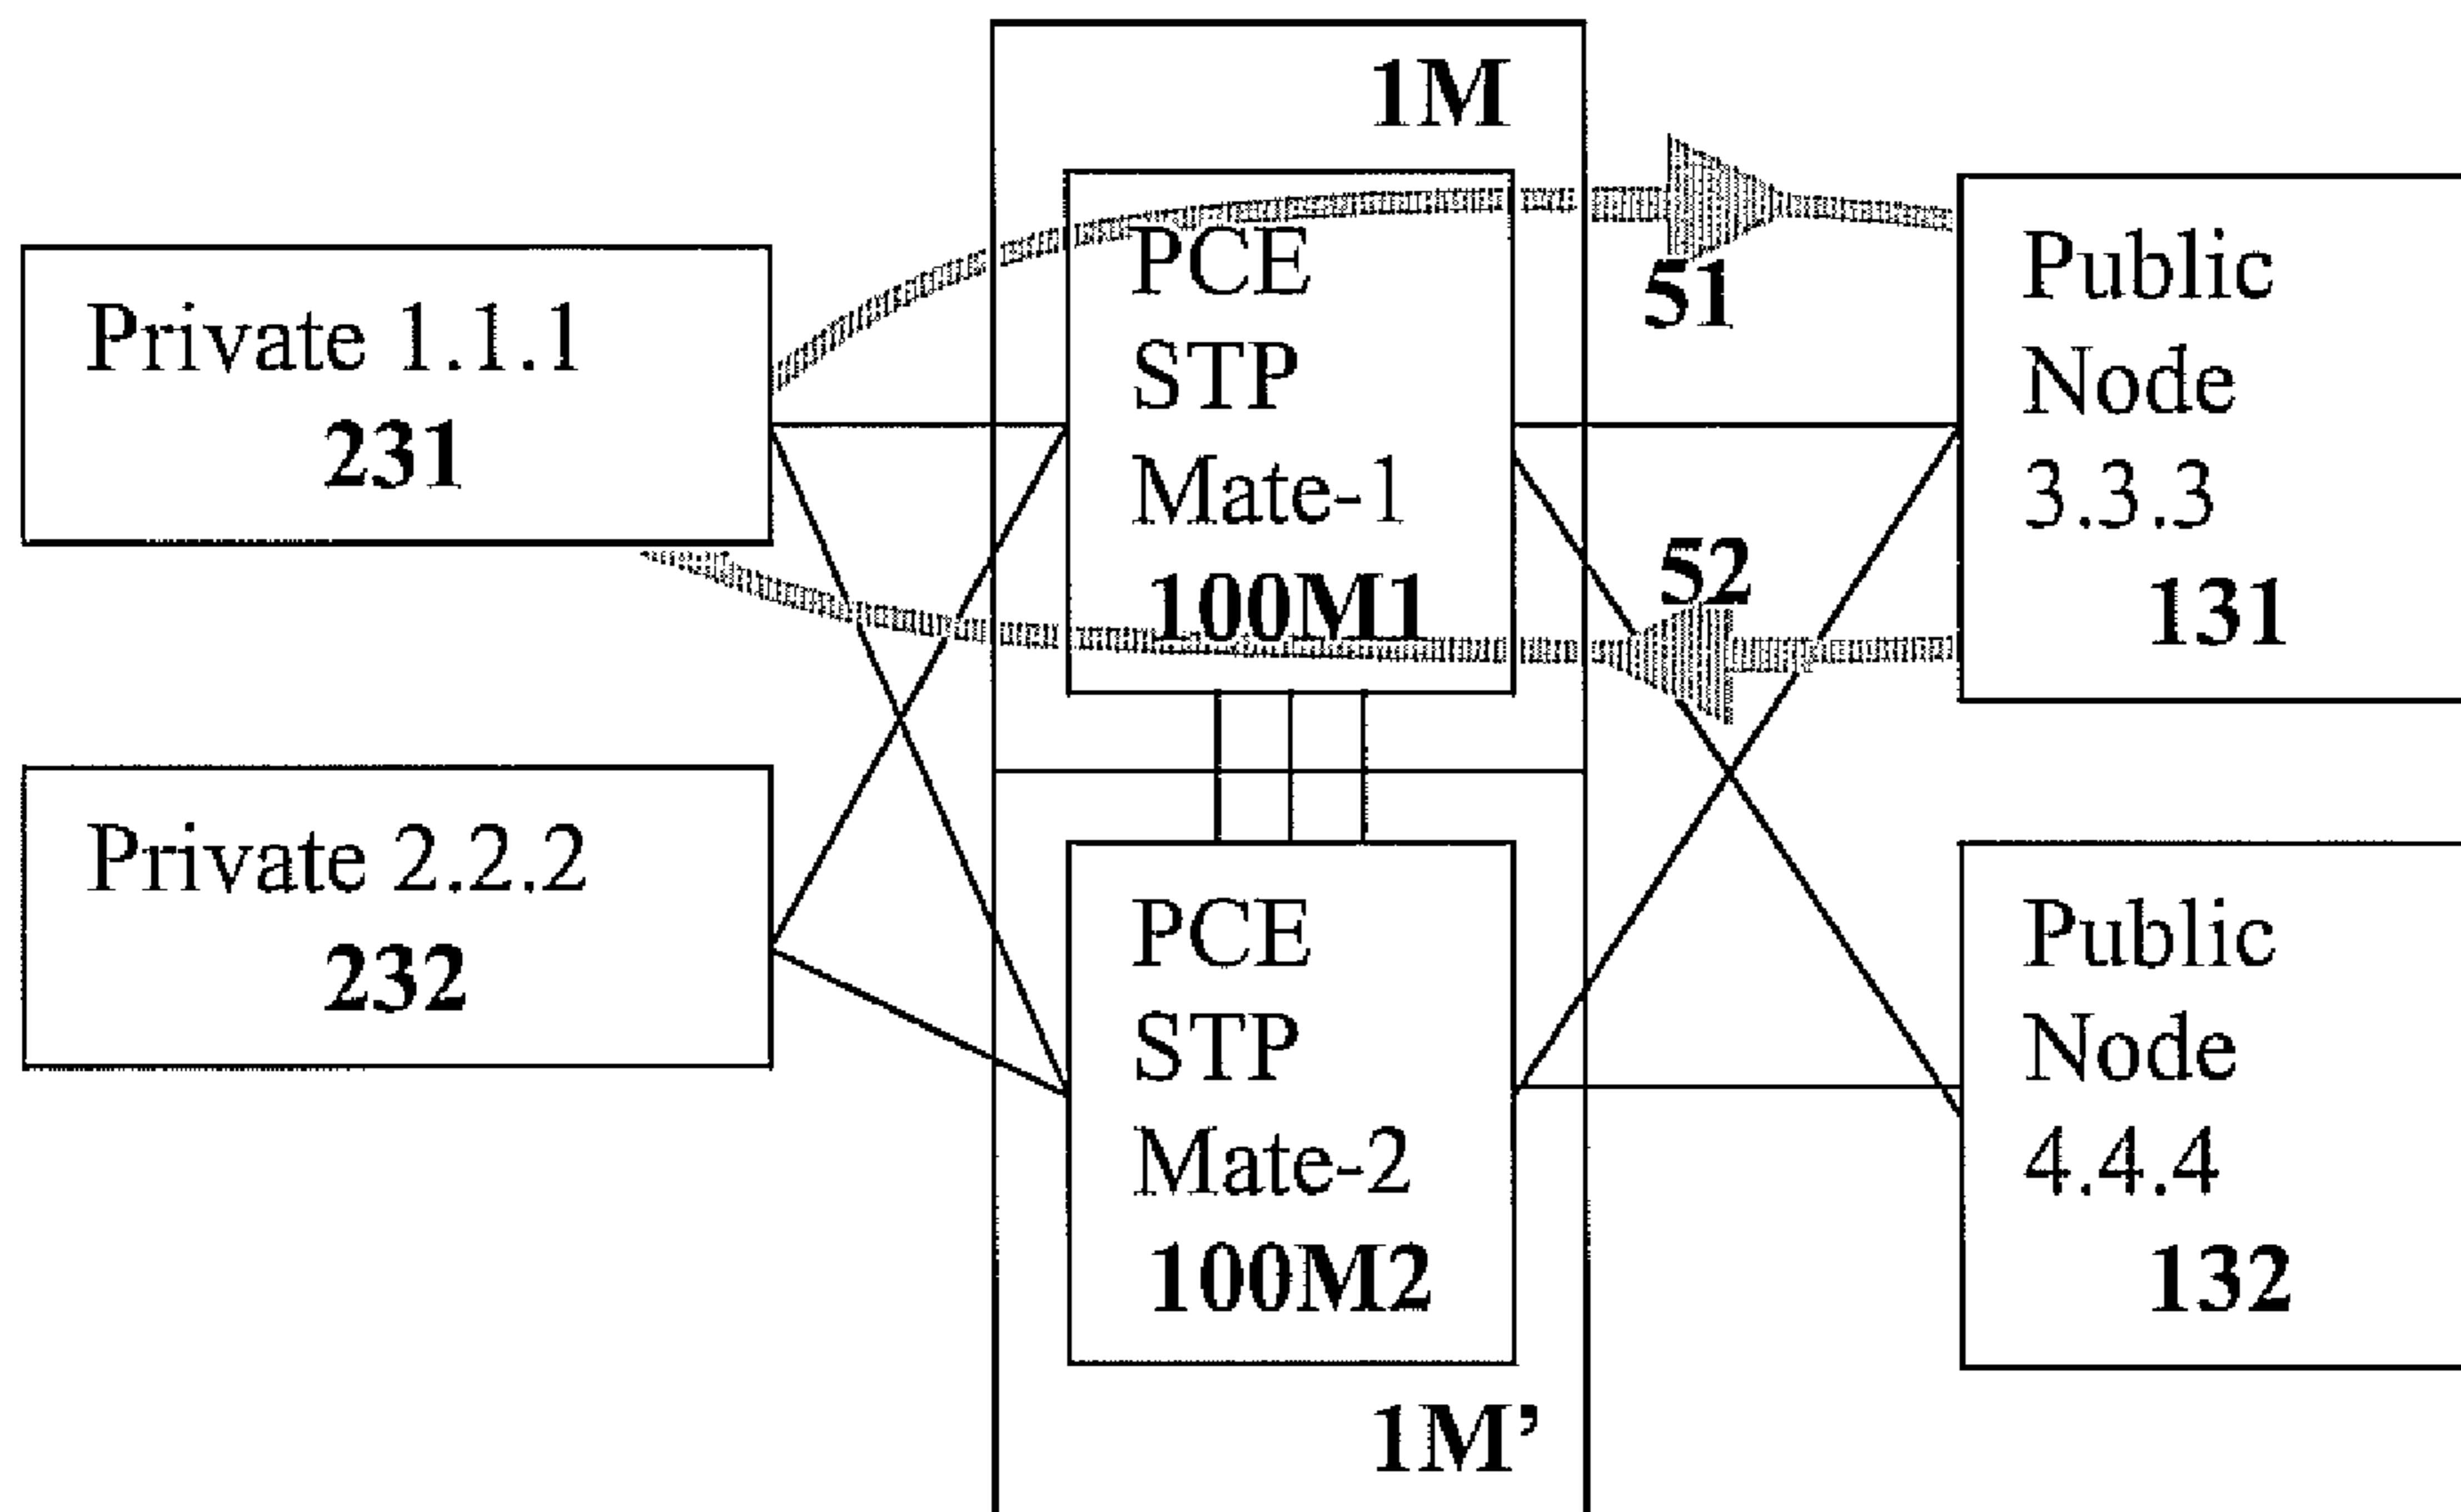 1M
PCE
STP
Mate-1
100M1
51
52
Private 1.1.1
231
Public
Node
3.3.3
131
Private 2.2.2
232
PCE
STP
Mate-2
100M2
1M’
Public
Node
4.4.4
132